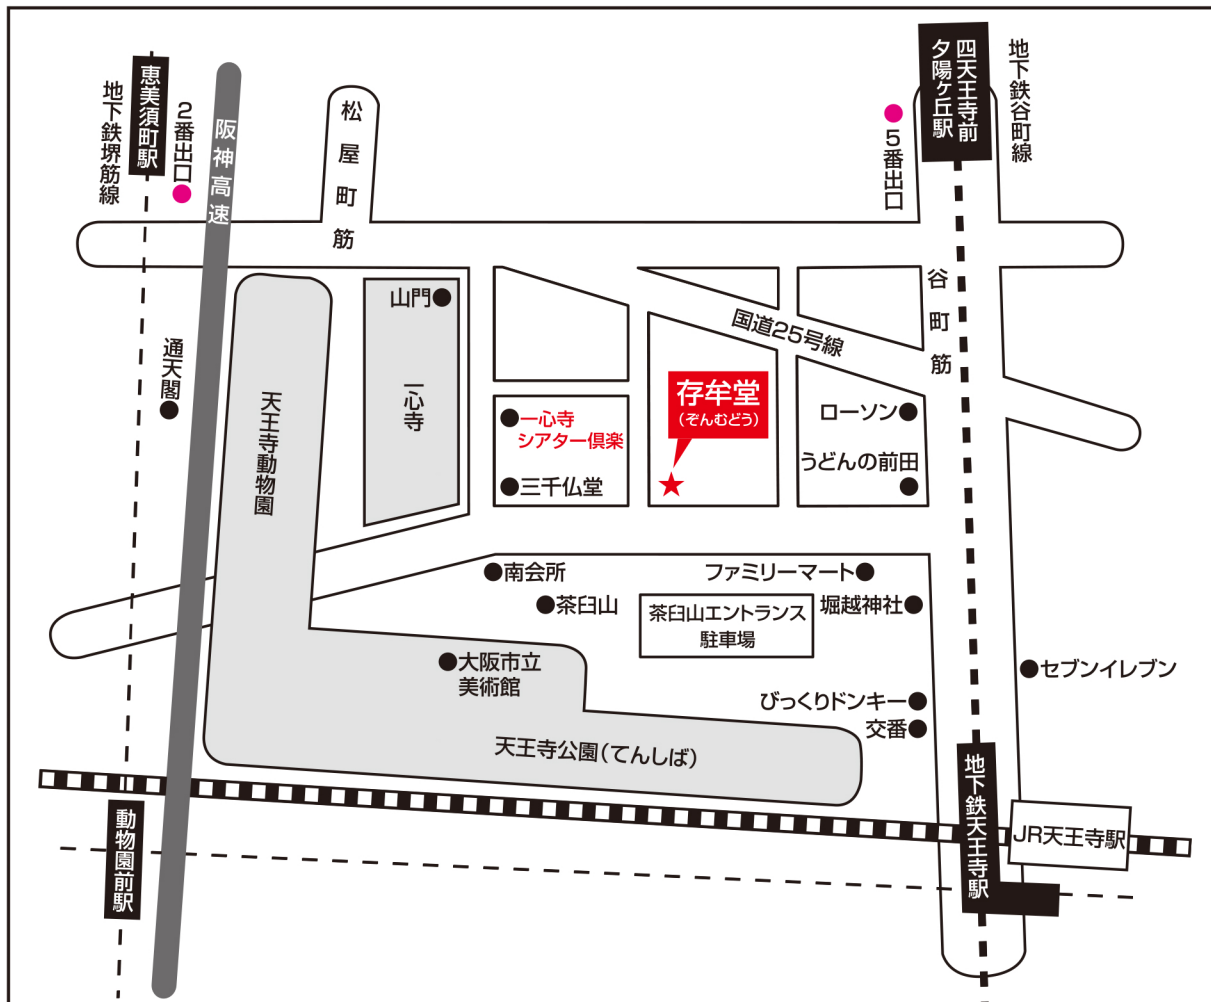 恵美須町駅
地下鉄堺筋線
2番出口
阪神高速
松屋町筋
四天王寺前
夕陽ヶ丘駅
地下鉄谷町線
5番出口
谷町筋
国道25号線
山門
一心寺
通天閣
天王寺動物園
存牟堂
(ぞんむどう)
一心寺
シアター倶楽
三千仏堂
ローソン
うどんの前田
南会所
ファミリーマート
茶臼山
茶臼山エントランス
駐車場
堀越神社
大阪市立
美術館
セブンイレブン
びっくりドンキー
交番
天王寺公園(てんしば)
動物園前駅
地下鉄天王寺駅
JR天王寺駅